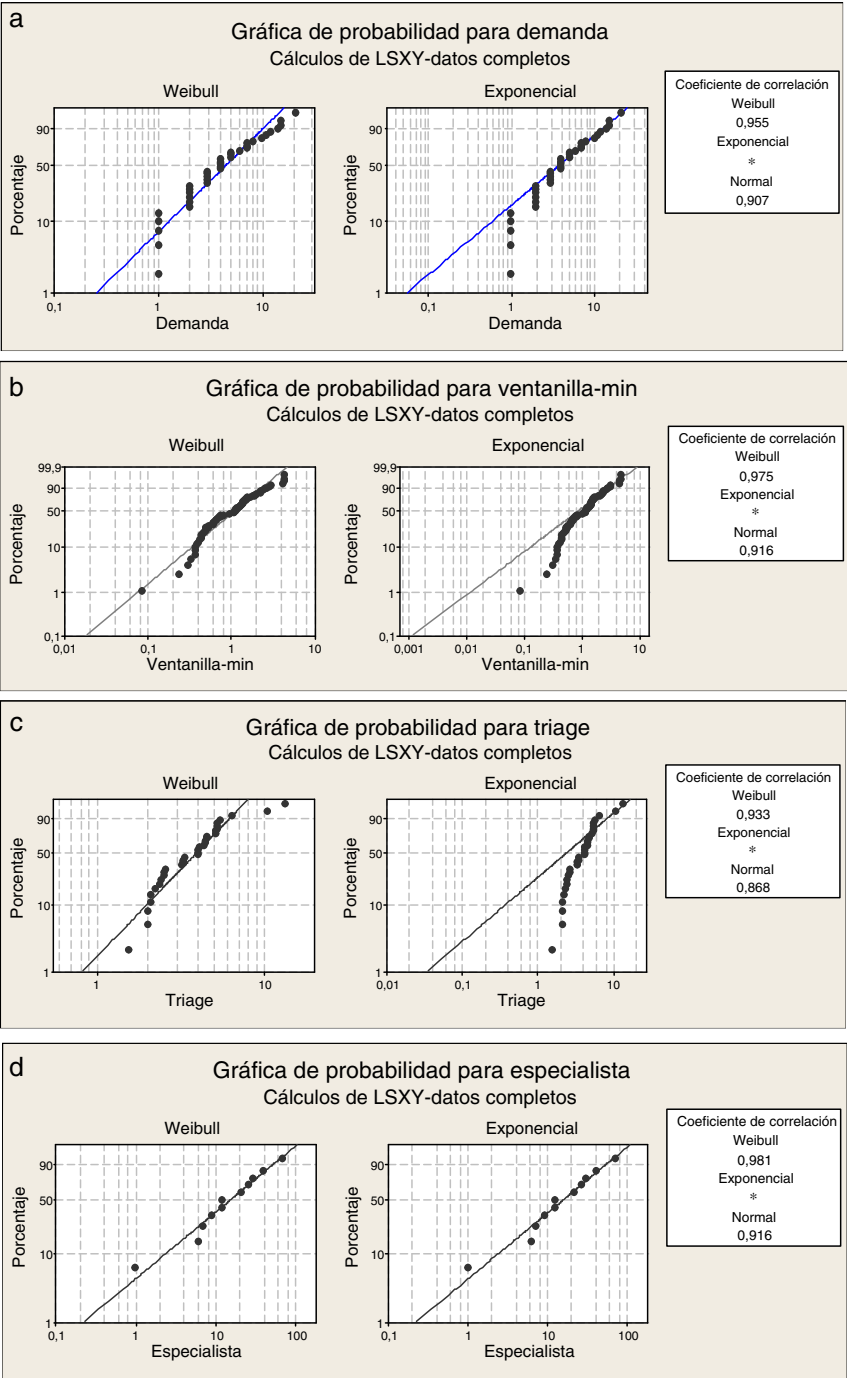 a
Gráfica de probabilidad para demanda
Cálculos de LSXY-datos completos
Weibull
Exponencial
Porcentaje
90
50
10
1
0,1
1
10
Demanda
Porcentaje
90
50
10
1
0,1
1
10
Demanda
Coeficiente de correlación
Weibull
0,955
Exponencial
*
Normal
0,907
b
Gráfica de probabilidad para ventanilla-min
Cálculos de LSXY-datos completos
Weibull
Exponencial
Porcentaje
99,9
90
50
10
1
0,1
0,01
0,1
1
10
Ventanilla-min
Porcentaje
99,9
90
50
10
1
0,1
0,001
0,01
0,1
1
10
Ventanilla-min
Coeficiente de correlación
Weibull
0,975
Exponencial
*
Normal
0,916
c
Gráfica de probabilidad para triage
Cálculos de LSXY-datos completos
Weibull
Exponencial
Porcentaje
90
50
10
1
1
10
Triage
Porcentaje
90
50
10
1
0,01
0,1
1
10
Triage
Coeficiente de correlación
Weibull
0,933
Exponencial
*
Normal
0,868
d
Gráfica de probabilidad para especialista
Cálculos de LSXY-datos completos
Weibull
Exponencial
Porcentaje
90
50
10
1
0,1
1
10
100
Especialista
Porcentaje
90
50
10
1
0,1
1
10
100
Especialista
Coeficiente de correlación
Weibull
0,981
Exponencial
*
Normal
0,916